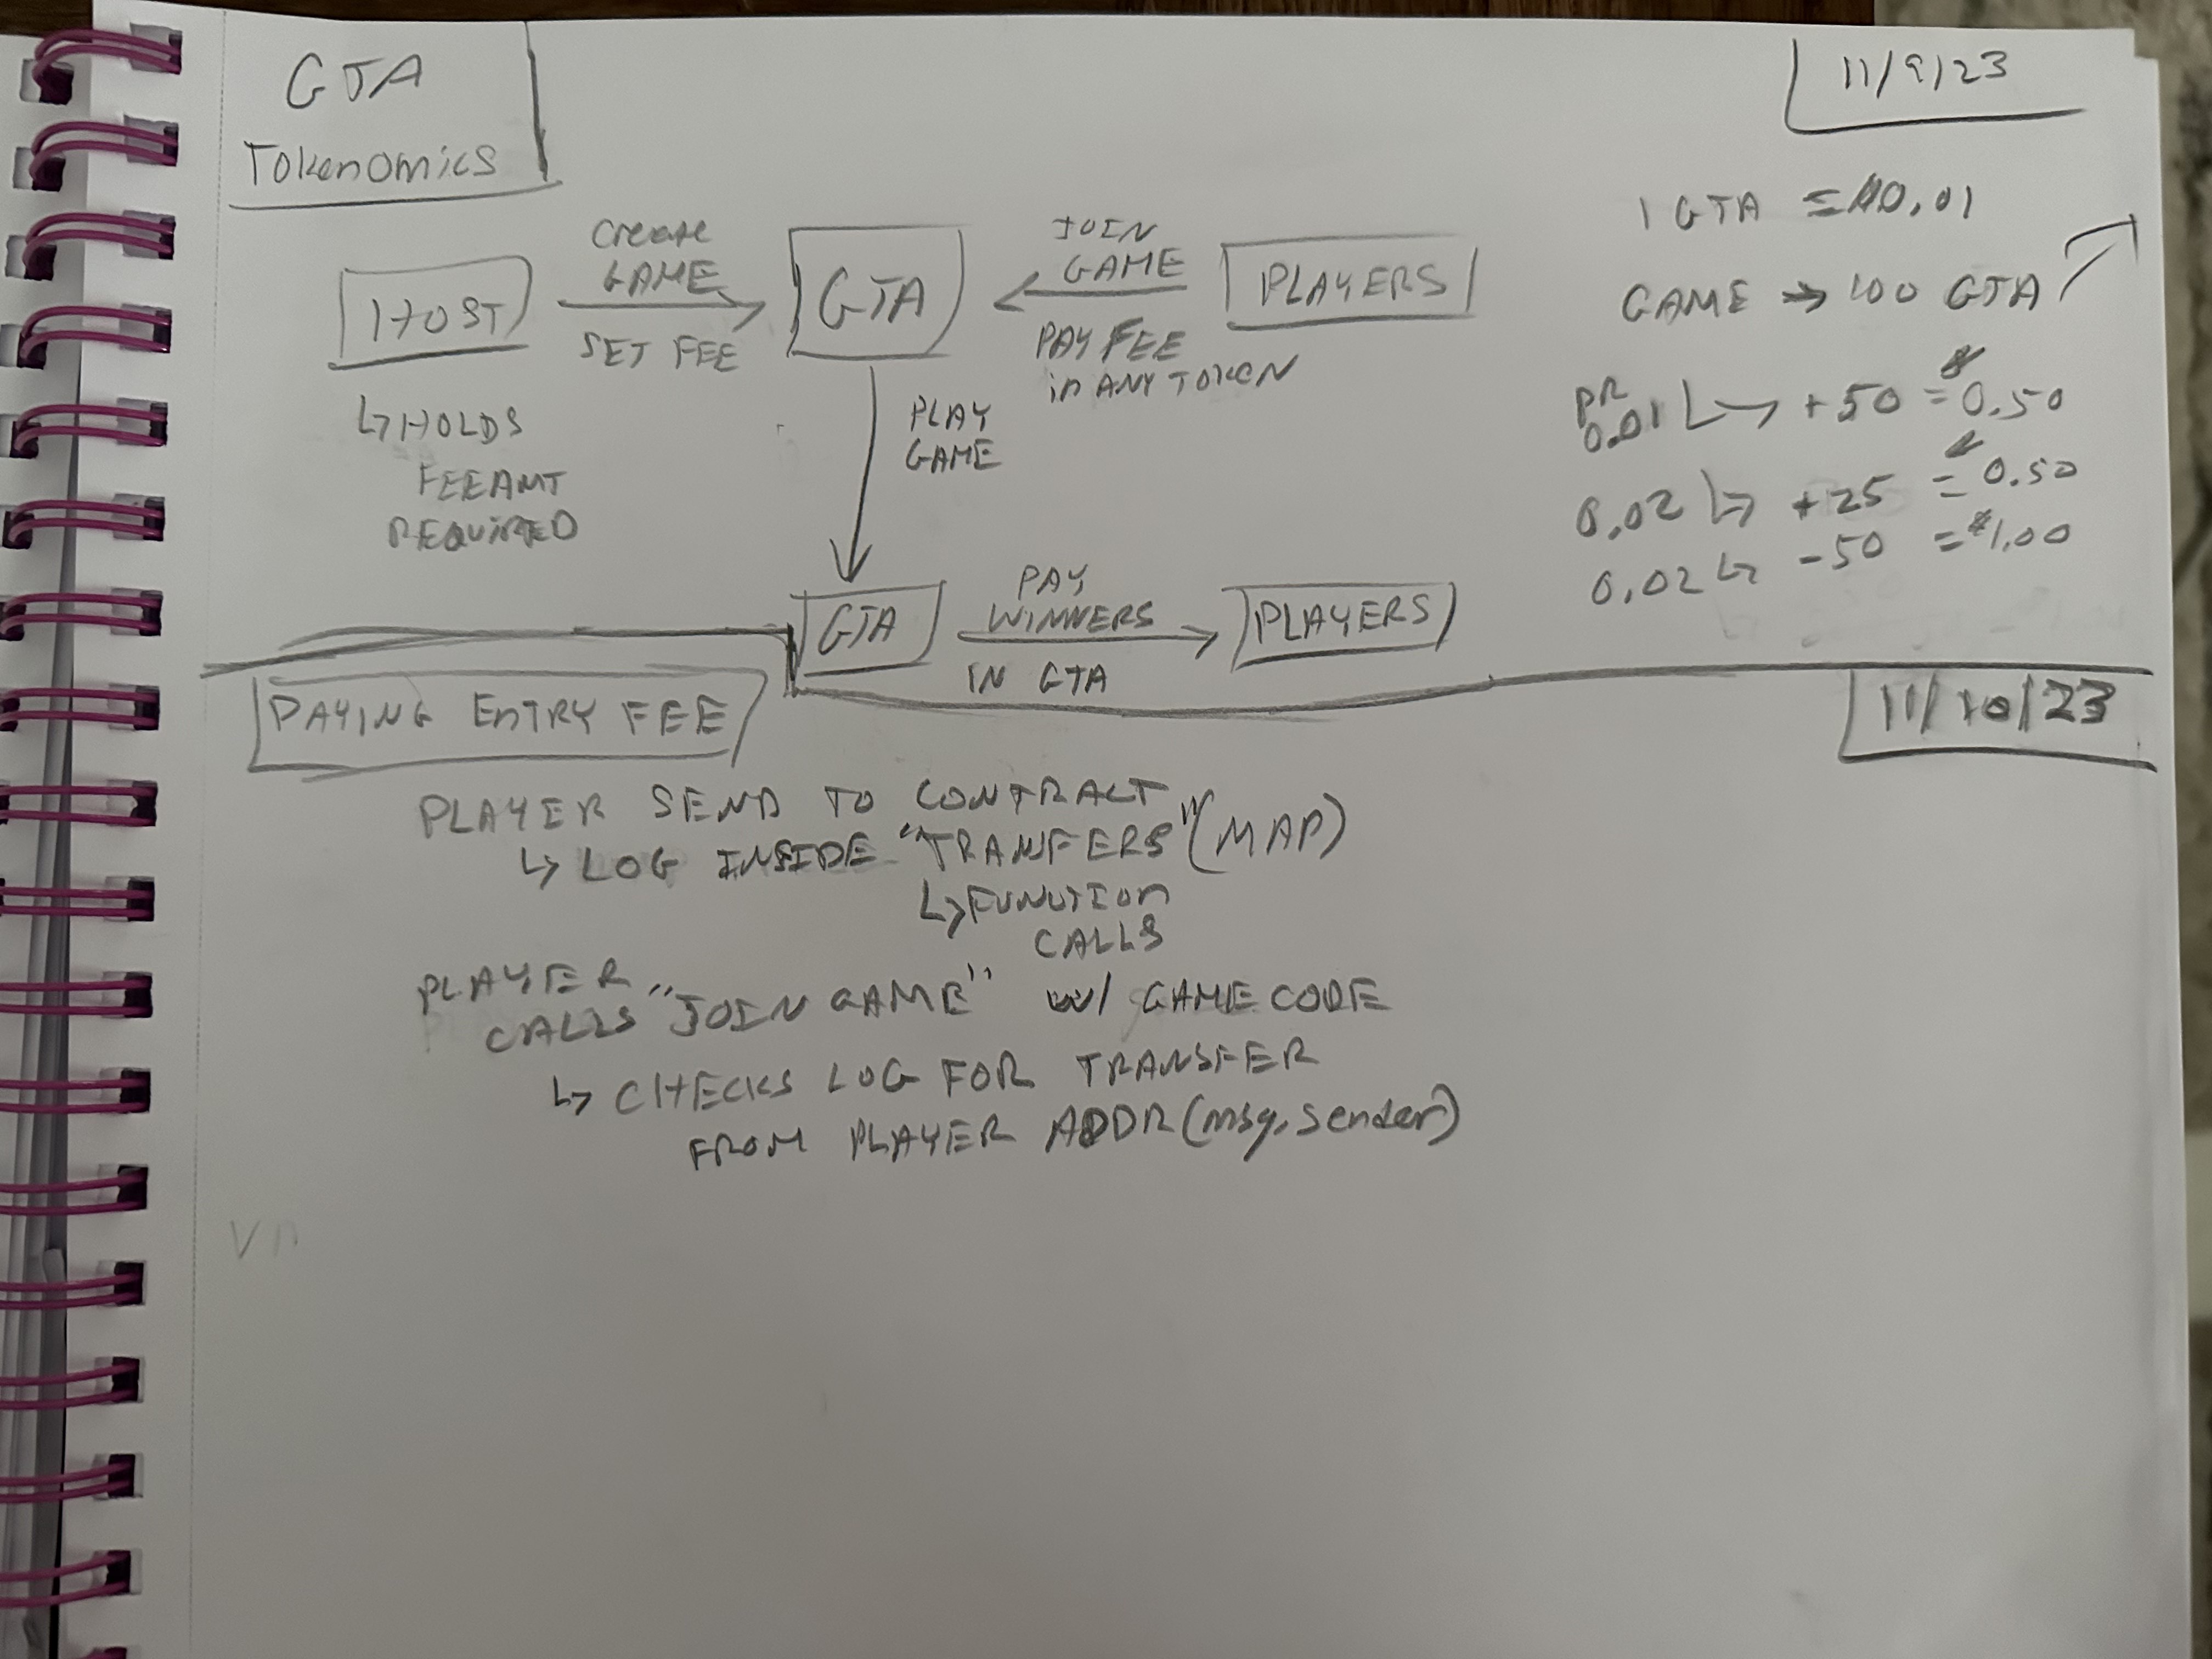 GTA
Tokenomics
11/9/23
HOST
Create
GAME
SET FEE
GTA
JOIN
GAME
PAY FEE
in ANY TOKEN
PLAYERS
↳ HOLDS
FEE AMT
REQUIRED
PLAY
GAME
GTA
PAY
WINNERS
IN GTA
PLAYERS
1 GTA = $0.01
GAME → 100 GTA
PR
0.01 ↳ +50 = $0.50
0.02 ↳ +25 = $0.50
0.02 ↳ -50 = $1.00
PAYING ENTRY FEE
11/10/23
PLAYER SEND TO CONTRACT
↳ LOG INSIDE "TRANSFERS" (MAP)
↳ FUNCTION
CALLS
PLAYER
CALLS "JOIN GAME" w/ GAME CODE
↳ CHECKS LOG FOR TRANSFER
FROM PLAYER ADDR (msg.sender)